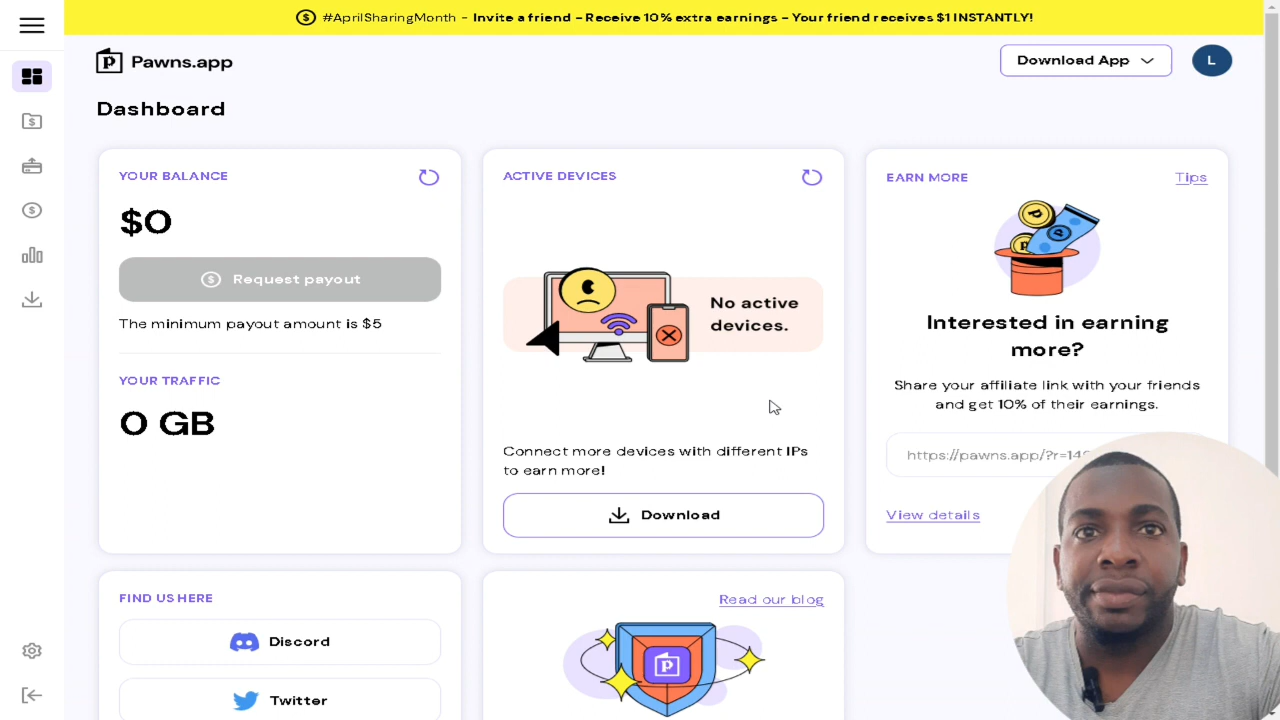 #AprilSharingMonth - Invite a friend - Receive 10% extra earnings - Your friend receives $1 INSTANTLY!
Pawns.app
Download App
L
Dashboard
YOUR BALANCE
$0
Request payout
The minimum payout amount is $5
YOUR TRAFFIC
0 GB
ACTIVE DEVICES
No active
devices.
Connect more devices with different IPs
to earn more!
Download
EARN MORE
Tips
Interested in earning
more?
Share your affiliate link with your friends
and get 10% of their earnings.
https://pawns.app/?r=14
View details
FIND US HERE
Discord
Twitter
Read our blog